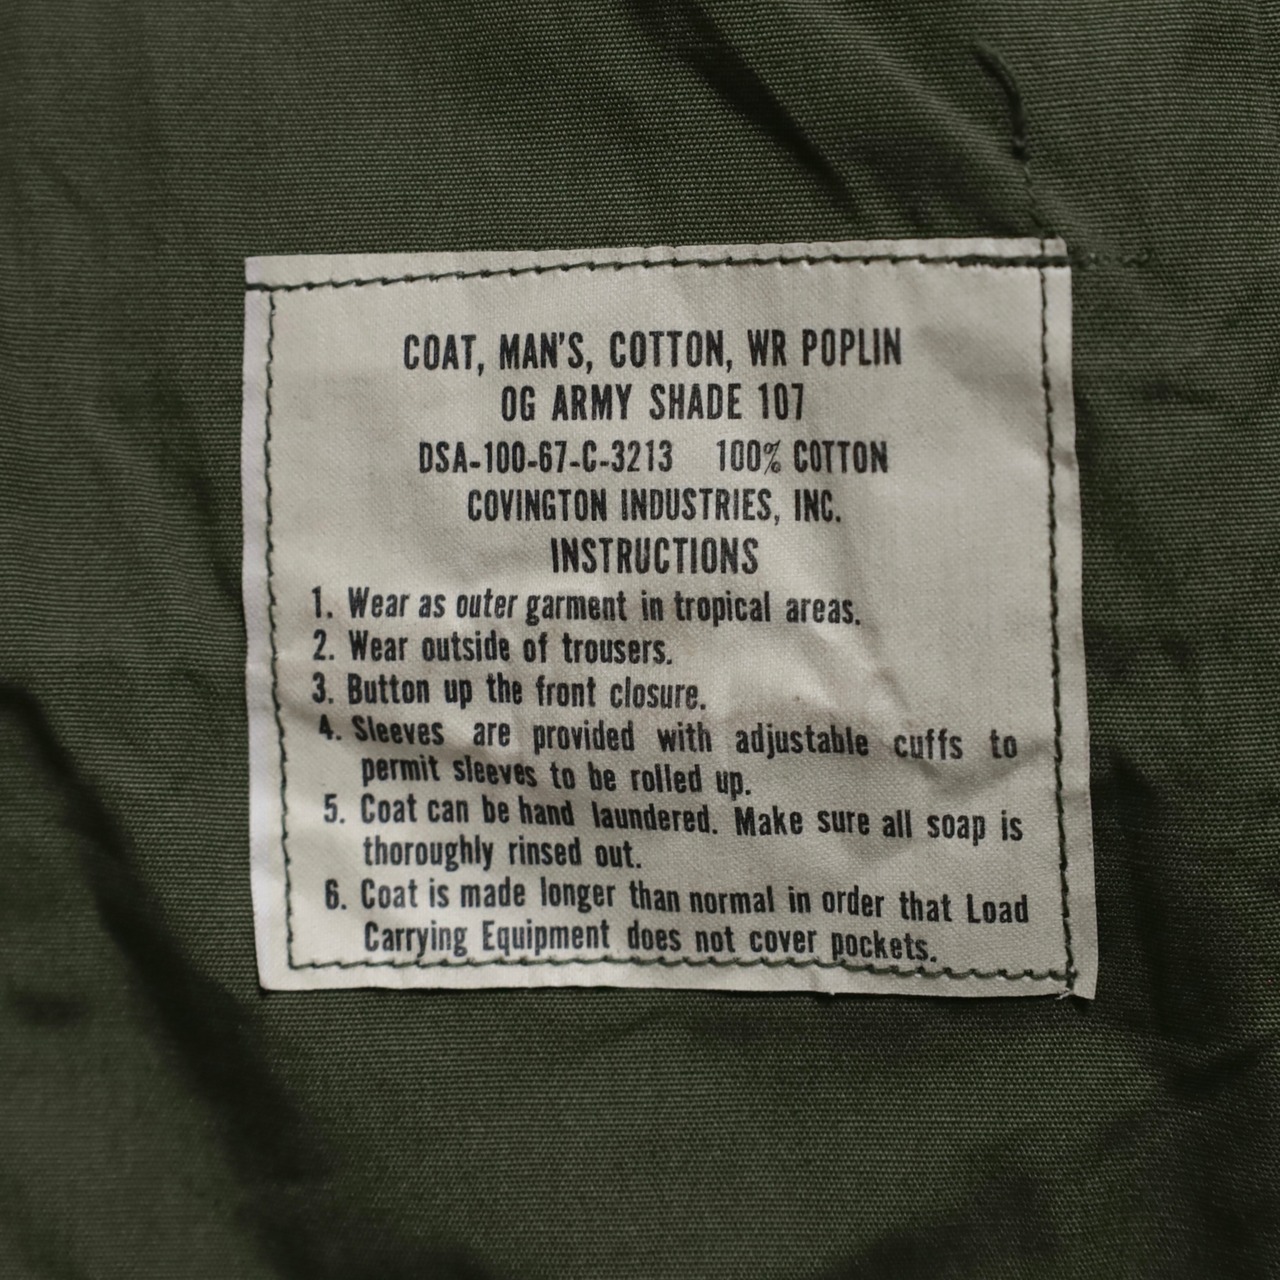 COAT, MAN'S, COTTON, WR POPLIN
OG ARMY SHADE 107
DSA-100-67-C-3213 100% COTTON
COVINGTON INDUSTRIES, INC.
INSTRUCTIONS
1. Wear as outer garment in tropical areas.
2. Wear outside of trousers.
3. Button up the front closure.
4. Sleeves are provided with adjustable cuffs to
permit sleeves to be rolled up.
5. Coat can be hand laundered. Make sure all soap is
thoroughly rinsed out.
6. Coat is made longer than normal in order that Load
Carrying Equipment does not cover pockets.